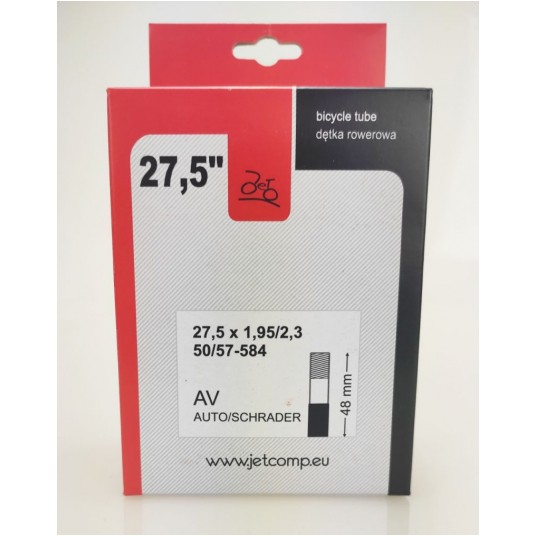 bicycle tube
dętka rowerowa
27,5"
Jet
27,5 x 1,95/2,3
50/57-584
AV
AUTO/SCHRADER
48 mm
www.jetcomp.eu